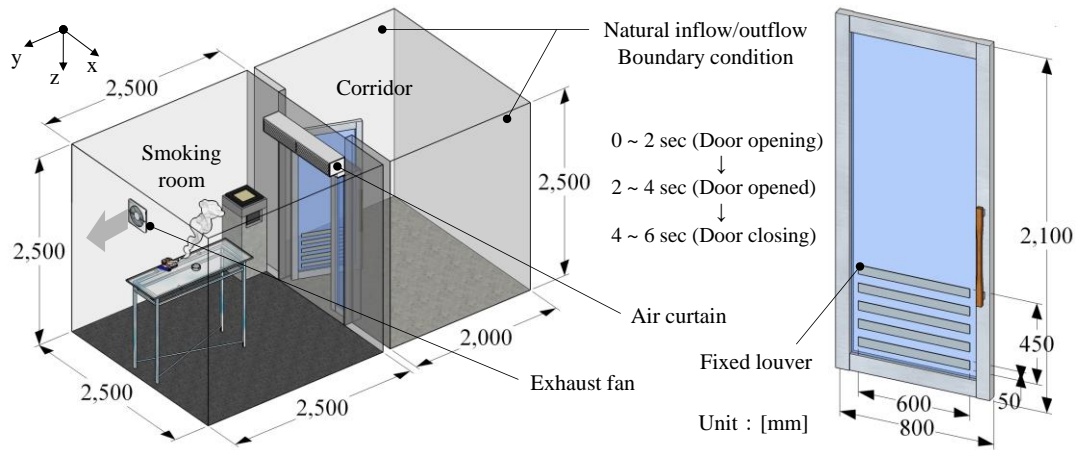 y
z
x
2,500
Corridor
Smoking
room
2,500
Natural inflow/outflow
Boundary condition
0 ~ 2 sec (Door opening)
↓
2 ~ 4 sec (Door opened)
↓
4 ~ 6 sec (Door closing)
2,500
Air curtain
2,000
Exhaust fan
2,500
2,500
Fixed louver
Unit : [mm]
2,100
450
50
600
800